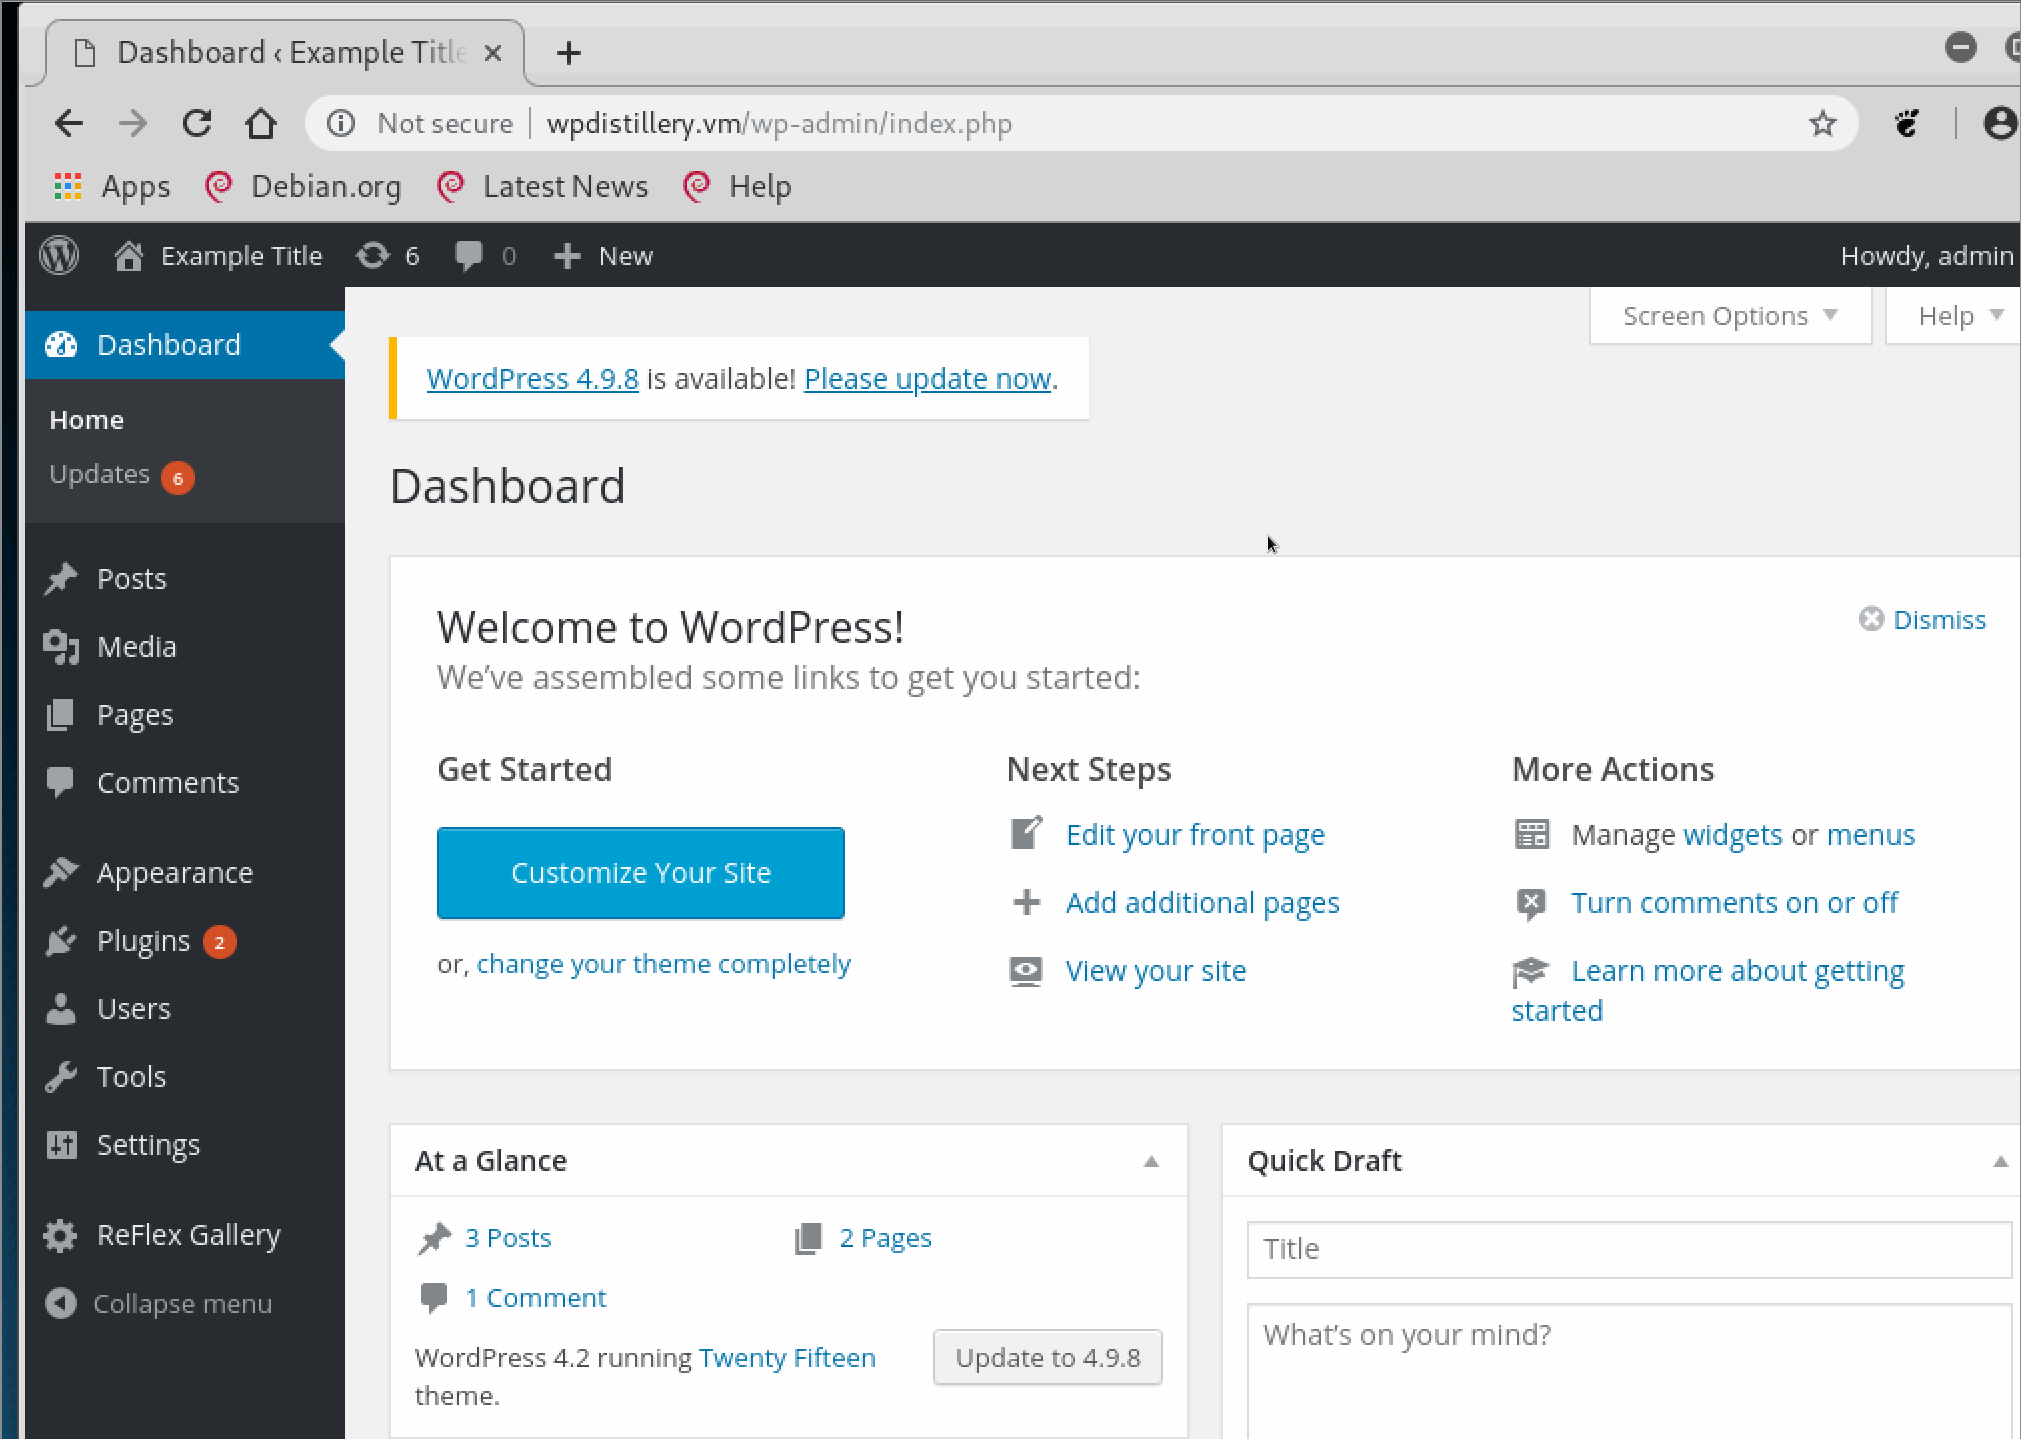 Dashboard ‹ Example Title
Not secure | wpdistillery.vm/wp-admin/index.php
Apps Debian.org Latest News Help
Example Title 6 0 New Howdy, admin
Screen Options Help
Dashboard
WordPress 4.9.8 is available! Please update now.
Home
Updates 6
Dashboard
Posts
Media
Pages
Comments
Appearance
Plugins 2
Users
Tools
Settings
ReFlex Gallery
Collapse menu
Welcome to WordPress!
Dismiss
We’ve assembled some links to get you started:
Get Started
Customize Your Site
or, change your theme completely
Next Steps
Edit your front page
Add additional pages
View your site
More Actions
Manage widgets or menus
Turn comments on or off
Learn more about getting
started
At a Glance
3 Posts 2 Pages
1 Comment
WordPress 4.2 running Twenty Fifteen
theme.
Update to 4.9.8
Quick Draft
Title
What’s on your mind?